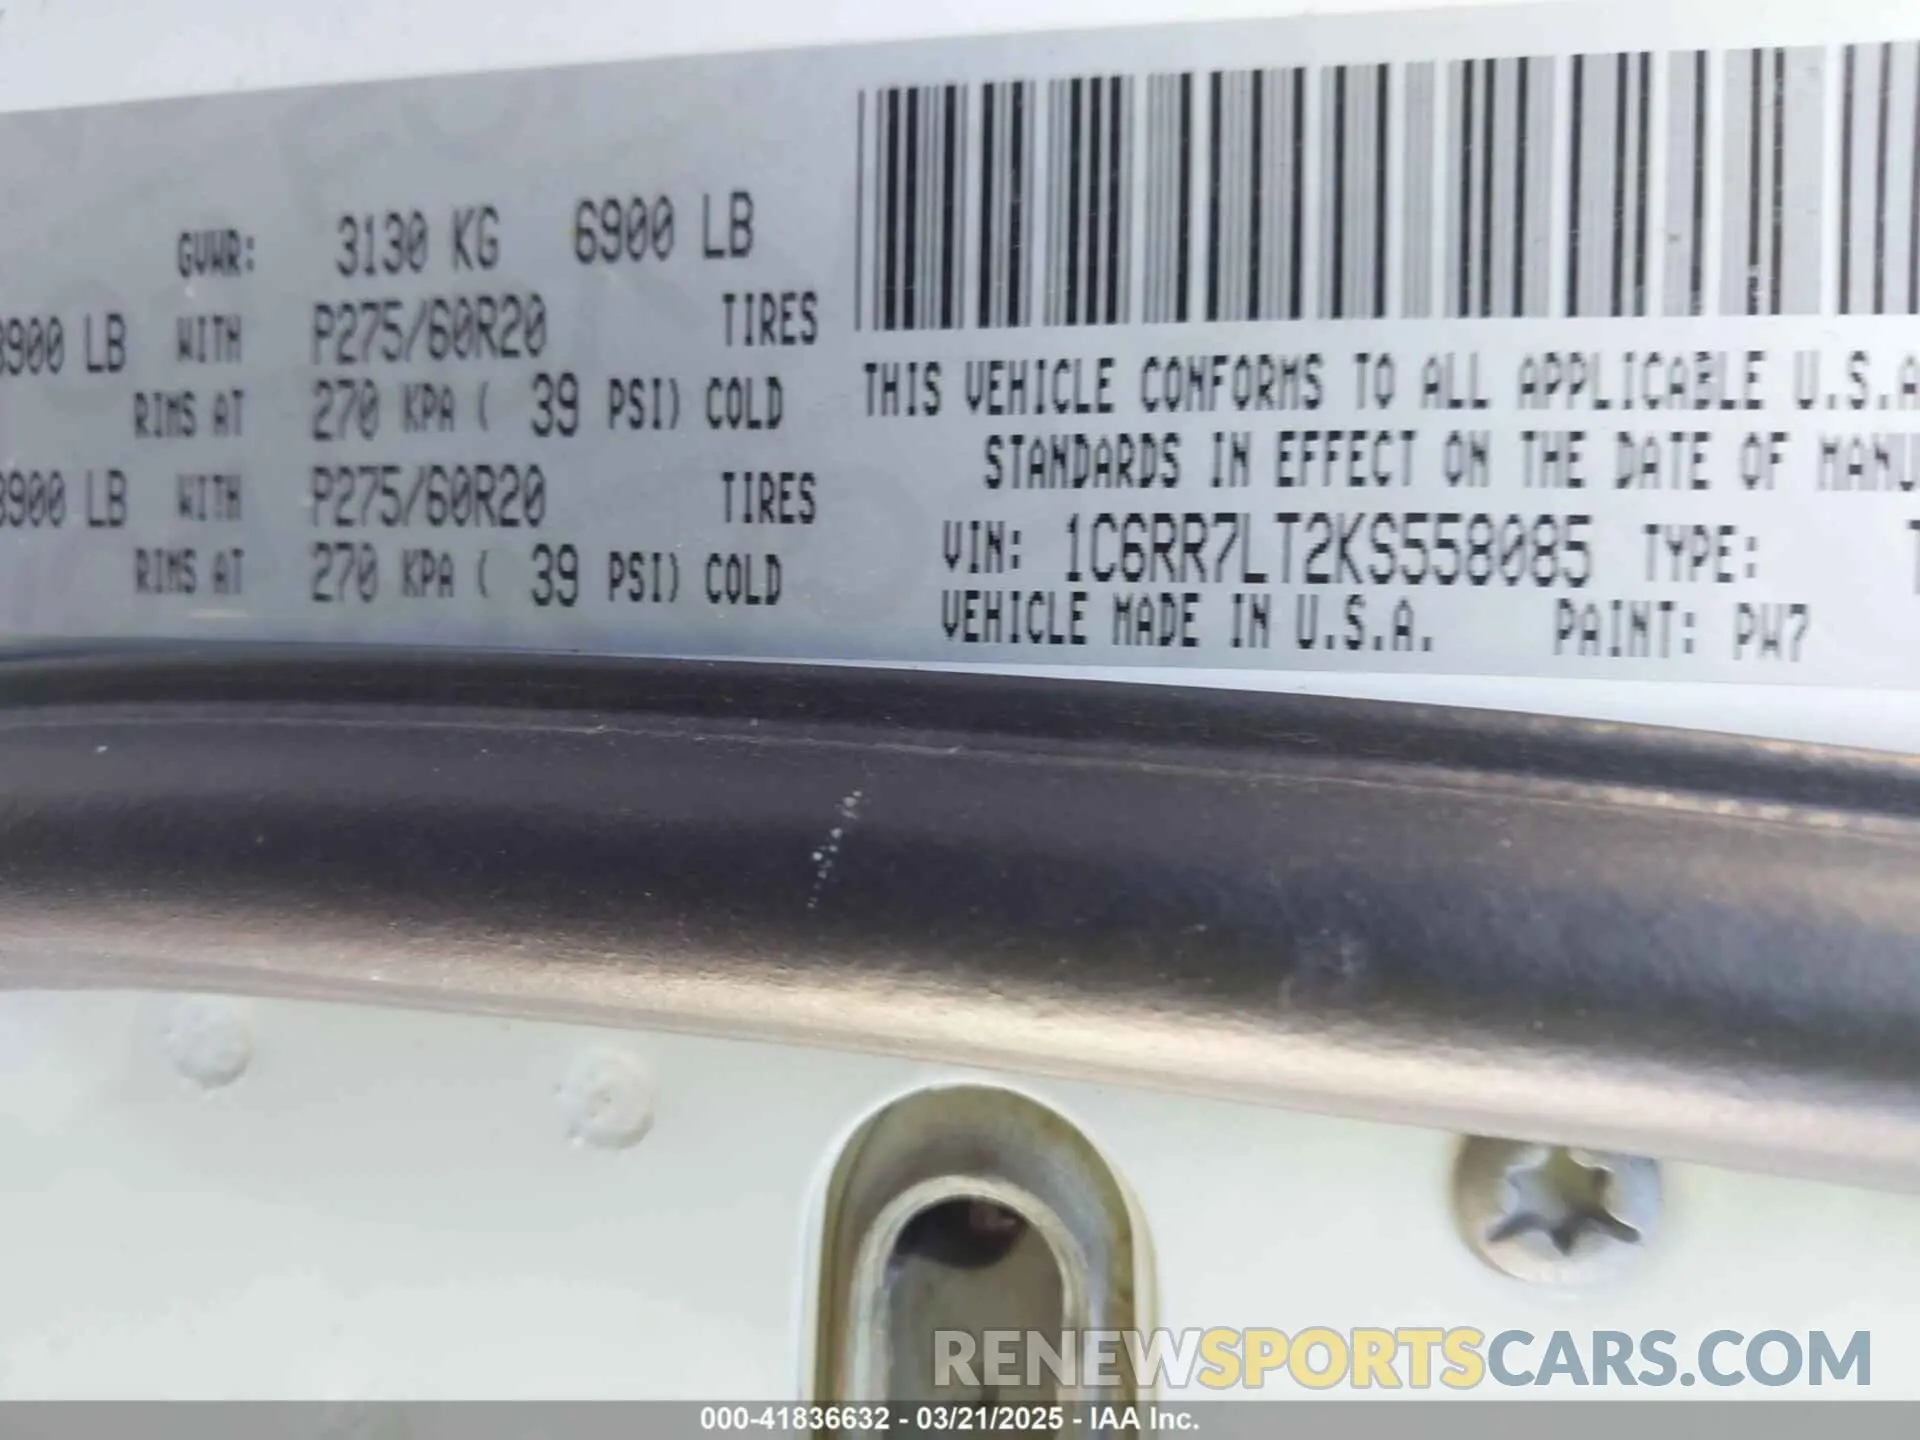 GVWR: 3130 KG 6900 LB
3900 LB WITH P275/60R20 TIRES
RIMS AT 270 KPA ( 39 PSI) COLD
3900 LB WITH P275/60R20 TIRES
RIMS AT 270 KPA ( 39 PSI) COLD
THIS VEHICLE CONFORMS TO ALL APPLICABLE U.S.A
STANDARDS IN EFFECT ON THE DATE OF MANU
VIN: 1C6RR7LT2KS558085 TYPE: T
VEHICLE MADE IN U.S.A. PAINT: PW7
RENEWSPORTSCARS.COM
000-41836632 - 03/21/2025 - IAA Inc.